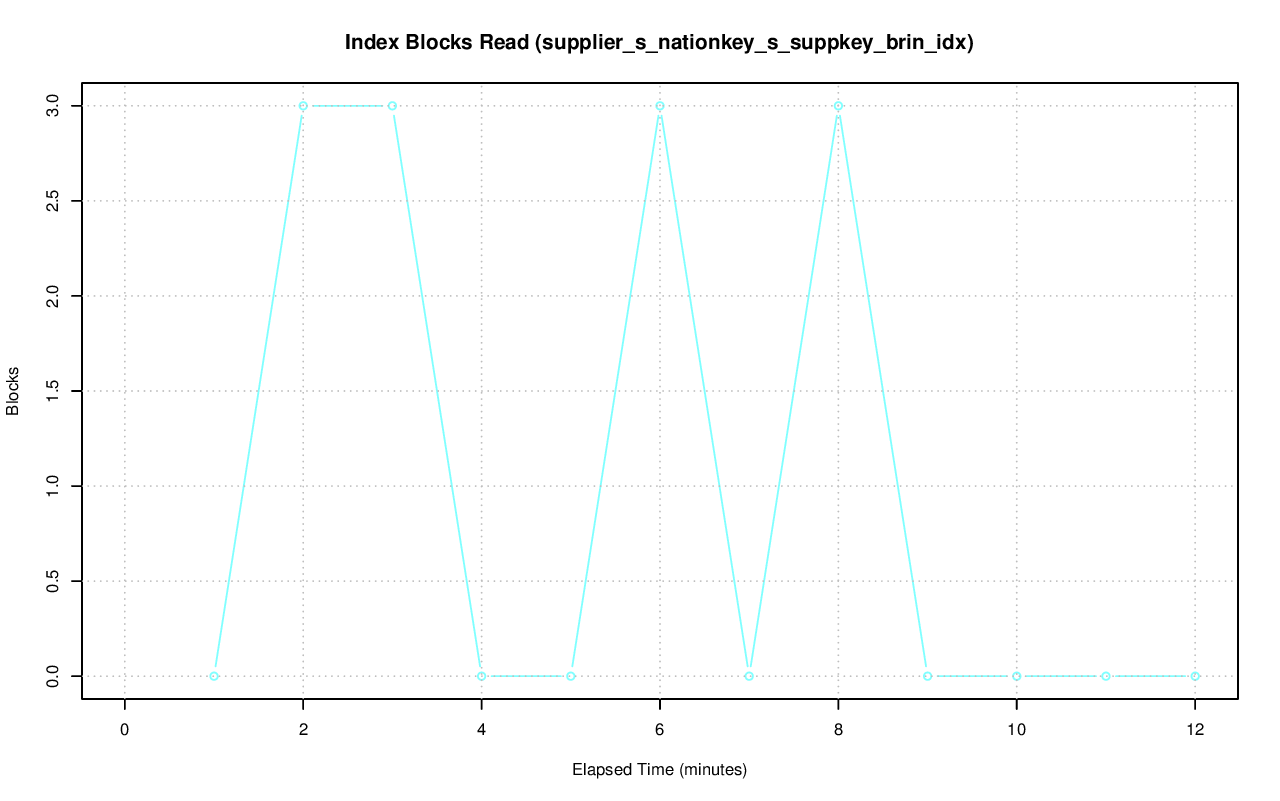 Index Blocks Read (supplier_s_nationkey_s_suppkey_brin_idx)
Blocks
3.0
2.5
2.0
1.5
1.0
0.5
0.0
0 2 4 6 8 10 12
Elapsed Time (minutes)